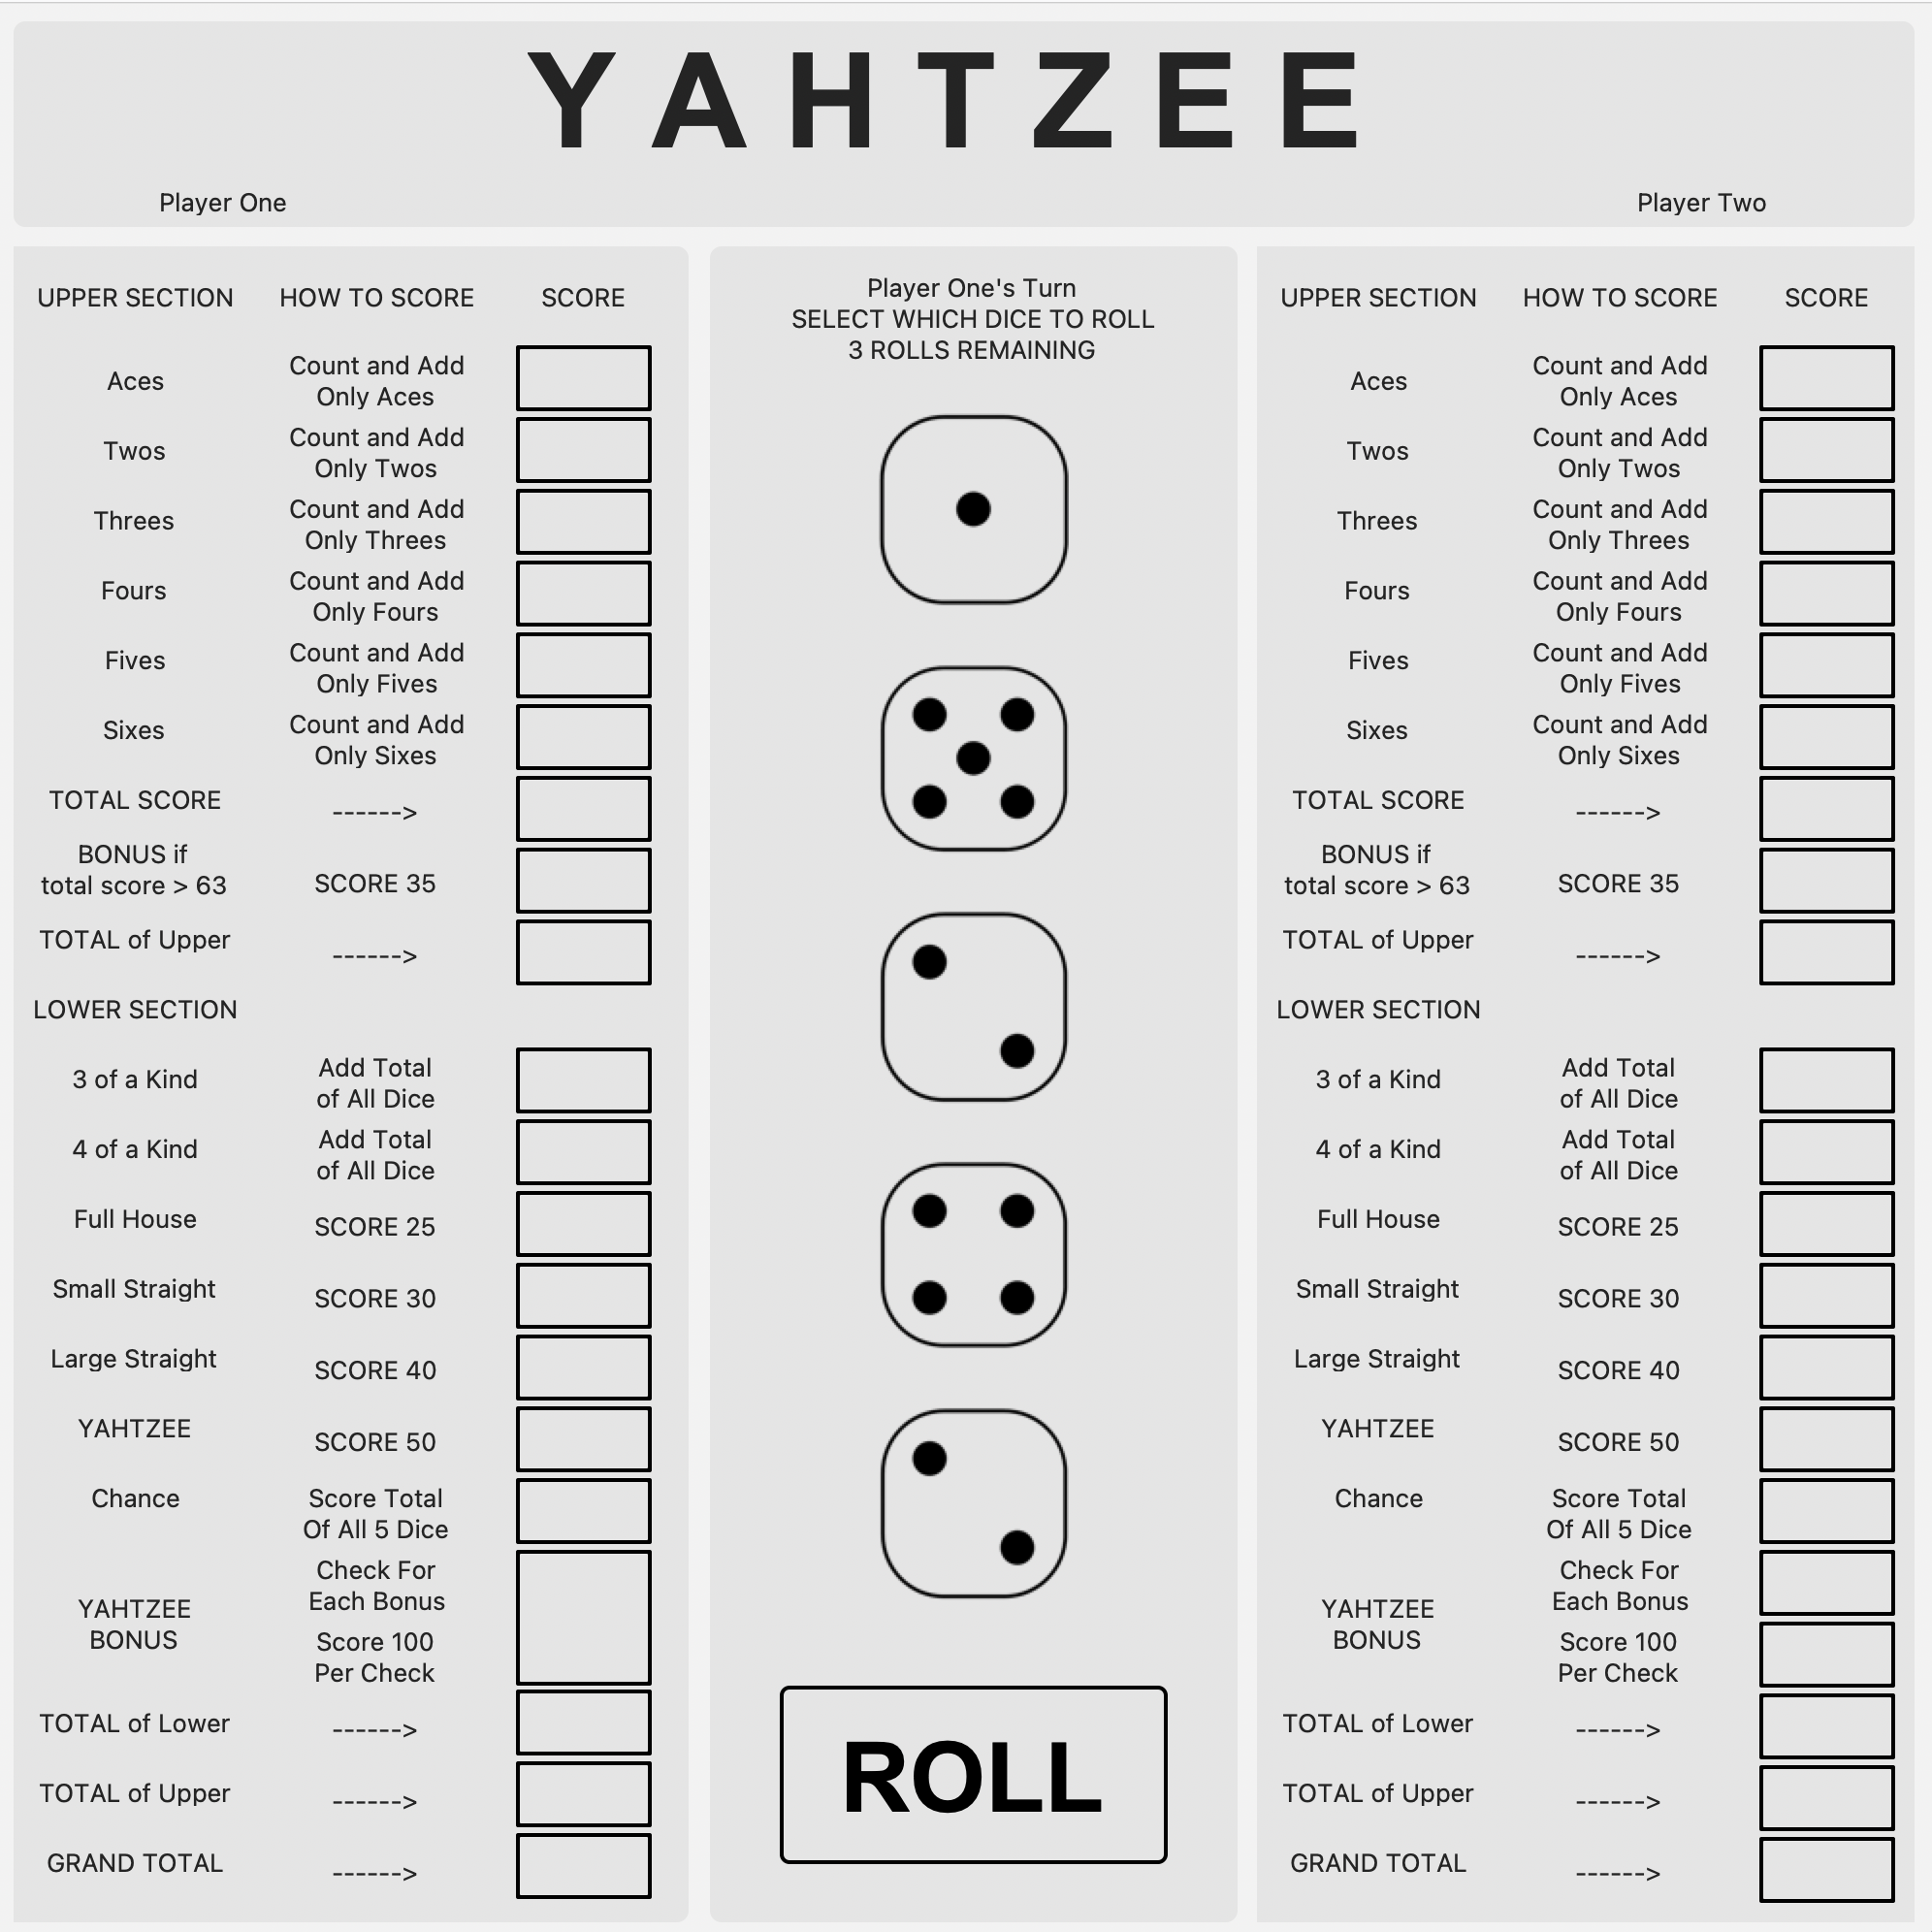 YAHTZEE
Player One
Player Two
UPPER SECTION HOW TO SCORE SCORE
Aces
Count and Add
Only Aces
Twos
Count and Add
Only Twos
Threes
Count and Add
Only Threes
Fours
Count and Add
Only Fours
Fives
Count and Add
Only Fives
Sixes
Count and Add
Only Sixes
TOTAL SCORE ------>
BONUS if
total score > 63
SCORE 35
TOTAL of Upper ------>
LOWER SECTION
3 of a Kind
Add Total
of All Dice
4 of a Kind
Add Total
of All Dice
Full House SCORE 25
Small Straight SCORE 30
Large Straight SCORE 40
YAHTZEE SCORE 50
Chance
Score Total
Of All 5 Dice
YAHTZEE
BONUS
Check For
Each Bonus
Score 100
Per Check
TOTAL of Lower ------>
TOTAL of Upper ------>
GRAND TOTAL ------>
Player One's Turn
SELECT WHICH DICE TO ROLL
3 ROLLS REMAINING
ROLL
UPPER SECTION HOW TO SCORE SCORE
Aces
Count and Add
Only Aces
Twos
Count and Add
Only Twos
Threes
Count and Add
Only Threes
Fours
Count and Add
Only Fours
Fives
Count and Add
Only Fives
Sixes
Count and Add
Only Sixes
TOTAL SCORE ------>
BONUS if
total score > 63
SCORE 35
TOTAL of Upper ------>
LOWER SECTION
3 of a Kind
Add Total
of All Dice
4 of a Kind
Add Total
of All Dice
Full House SCORE 25
Small Straight SCORE 30
Large Straight SCORE 40
YAHTZEE SCORE 50
Chance
Score Total
Of All 5 Dice
YAHTZEE
BONUS
Check For
Each Bonus
Score 100
Per Check
TOTAL of Lower ------>
TOTAL of Upper ------>
GRAND TOTAL ------>